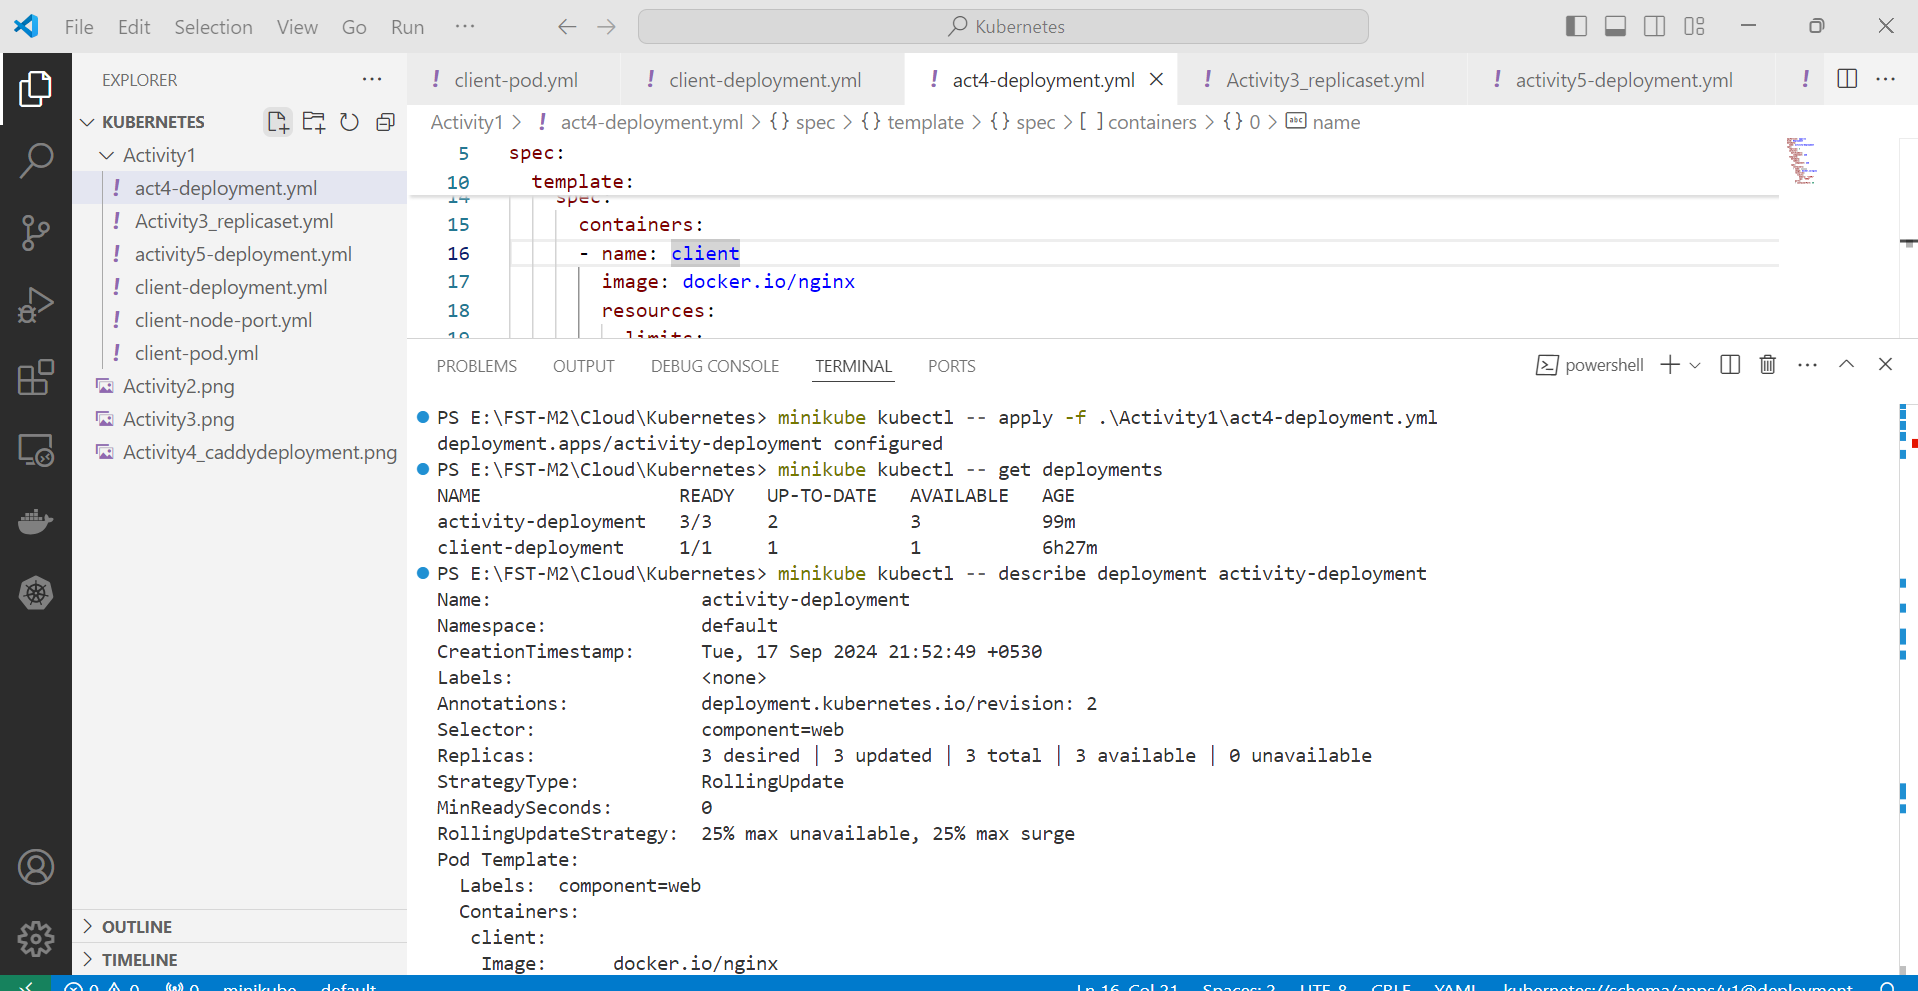 File Edit Selection View Go Run ··· Kubernetes
EXPLORER ···
KUBERNETES
Activity1
! act4-deployment.yml
! Activity3_replicaset.yml
! activity5-deployment.yml
! client-deployment.yml
! client-node-port.yml
! client-pod.yml
Activity2.png
Activity3.png
Activity4_caddydeployment.png
OUTLINE
TIMELINE
! client-pod.yml ! client-deployment.yml ! act4-deployment.yml ! Activity3_replicaset.yml ! activity5-deployment.yml ! ···
Activity1 > ! act4-deployment.yml > {} spec > {} template > {} spec > [ ] containers > {} 0 > abc name
5 spec:
10 template:
14 spec:
15 containers:
16 - name: client
17 image: docker.io/nginx
18 resources:
19 limits:
PROBLEMS OUTPUT DEBUG CONSOLE TERMINAL PORTS powershell ···
PS E:\FST-M2\Cloud\Kubernetes> minikube kubectl -- apply -f .\Activity1\act4-deployment.yml
deployment.apps/activity-deployment configured
PS E:\FST-M2\Cloud\Kubernetes> minikube kubectl -- get deployments
NAME READY UP-TO-DATE AVAILABLE AGE
activity-deployment 3/3 2 3 99m
client-deployment 1/1 1 1 6h27m
PS E:\FST-M2\Cloud\Kubernetes> minikube kubectl -- describe deployment activity-deployment
Name: activity-deployment
Namespace: default
CreationTimestamp: Tue, 17 Sep 2024 21:52:49 +0530
Labels: <none>
Annotations: deployment.kubernetes.io/revision: 2
Selector: component=web
Replicas: 3 desired | 3 updated | 3 total | 3 available | 0 unavailable
StrategyType: RollingUpdate
MinReadySeconds: 0
RollingUpdateStrategy: 25% max unavailable, 25% max surge
Pod Template:
Labels: component=web
Containers:
client:
Image: docker.io/nginx
0 0 0 minikube default Ln 16, Col 21 Spaces: 2 UTF-8 CRLF YAML kubernetes://schema/apps/v1@deployment